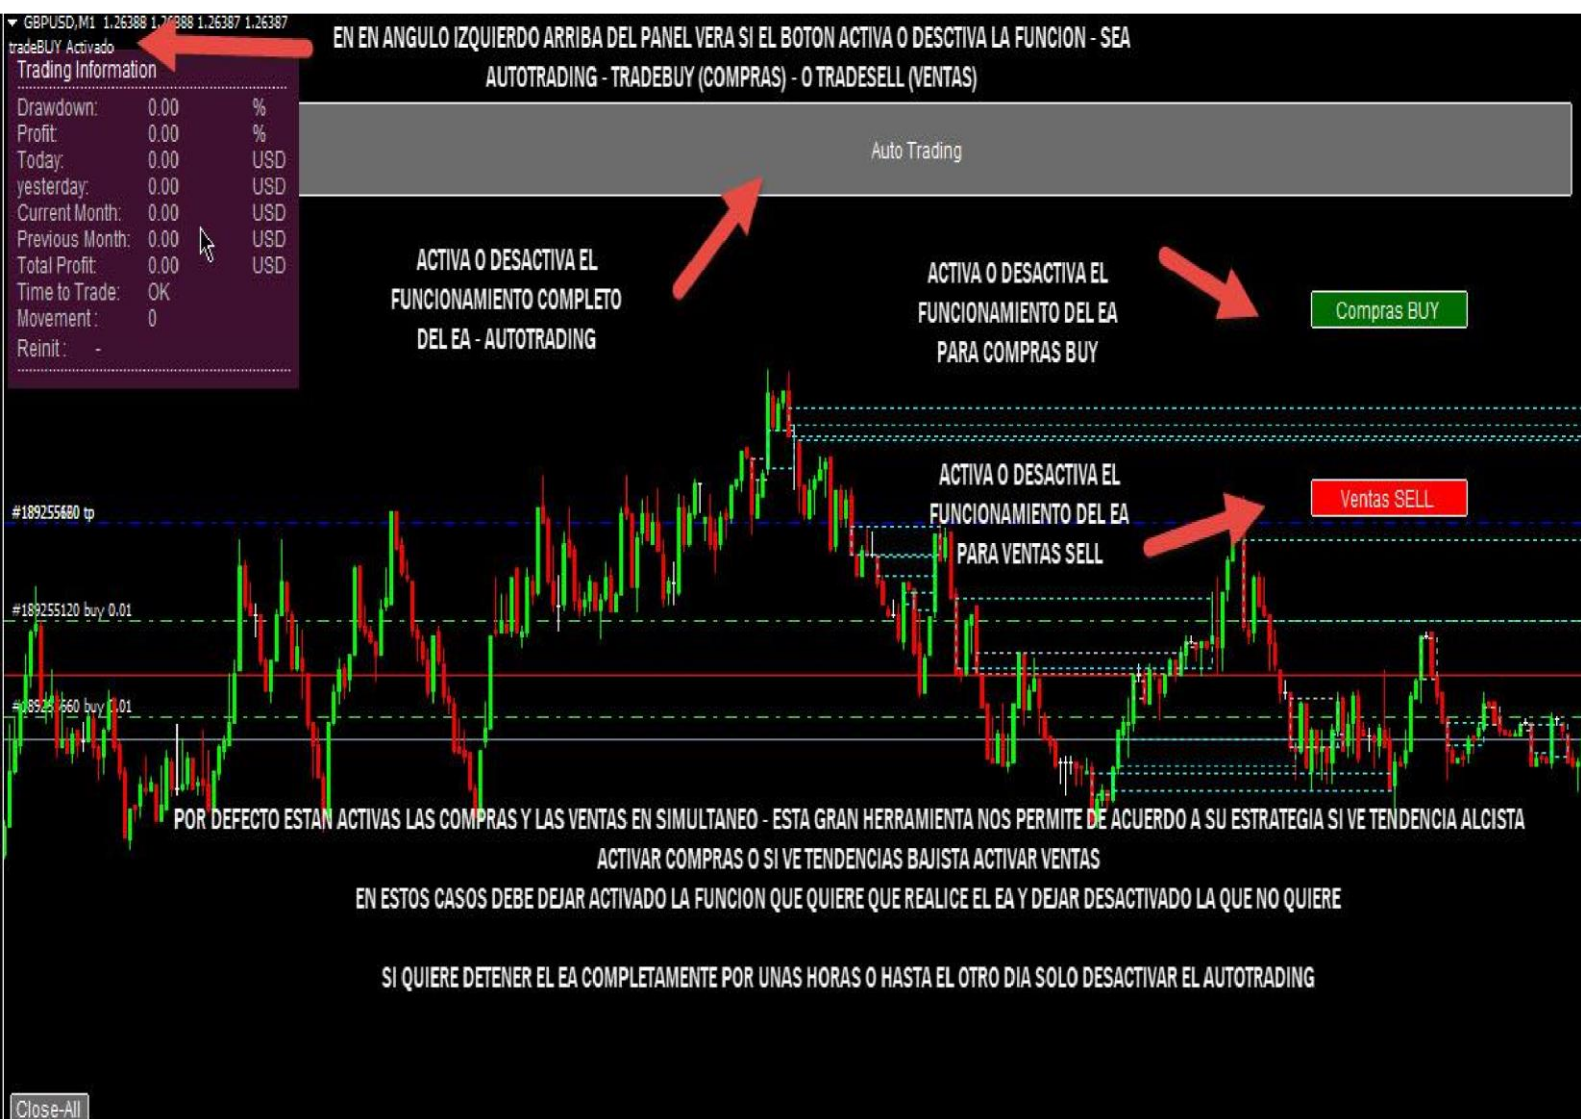 GBPUSD,M1 1.26388 1.26388 1.26387 1.26387
tradeBUY Activado
EN EN ANGULO IZQUIERDO ARRIBA DEL PANEL VERA SI EL BOTON ACTIVA O DESCTIVA LA FUNCION - SEA
AUTOTRADING - TRADEBUY (COMPRAS) - O TRADESELL (VENTAS)
Trading Information
Drawdown: 0.00 %
Profit: 0.00 %
Today: 0.00 USD
yesterday: 0.00 USD
Current Month: 0.00 USD
Previous Month: 0.00 USD
Total Profit: 0.00 USD
Time to Trade: OK
Movement : 0
Reinit : -
Auto Trading
ACTIVA O DESACTIVA EL
FUNCIONAMIENTO COMPLETO
DEL EA - AUTOTRADING
ACTIVA O DESACTIVA EL
FUNCIONAMIENTO DEL EA
PARA COMPRAS BUY
Compras BUY
ACTIVA O DESACTIVA EL
FUNCIONAMIENTO DEL EA
PARA VENTAS SELL
Ventas SELL
tp
#189255120 buy 0.01
buy 0.01
POR DEFECTO ESTAN ACTIVAS LAS COMPRAS Y LAS VENTAS EN SIMULTANEO - ESTA GRAN HERRAMIENTA NOS PERMITE DE ACUERDO A SU ESTRATEGIA SI VE TENDENCIA ALCISTA
ACTIVAR COMPRAS O SI VE TENDENCIAS BAJISTA ACTIVAR VENTAS
EN ESTOS CASOS DEBE DEJAR ACTIVADO LA FUNCION QUE QUIERE QUE REALICE EL EA Y DEJAR DESACTIVADO LA QUE NO QUIERE
SI QUIERE DETENER EL EA COMPLETAMENTE POR UNAS HORAS O HASTA EL OTRO DIA SOLO DESACTIVAR EL AUTOTRADING
Close-All